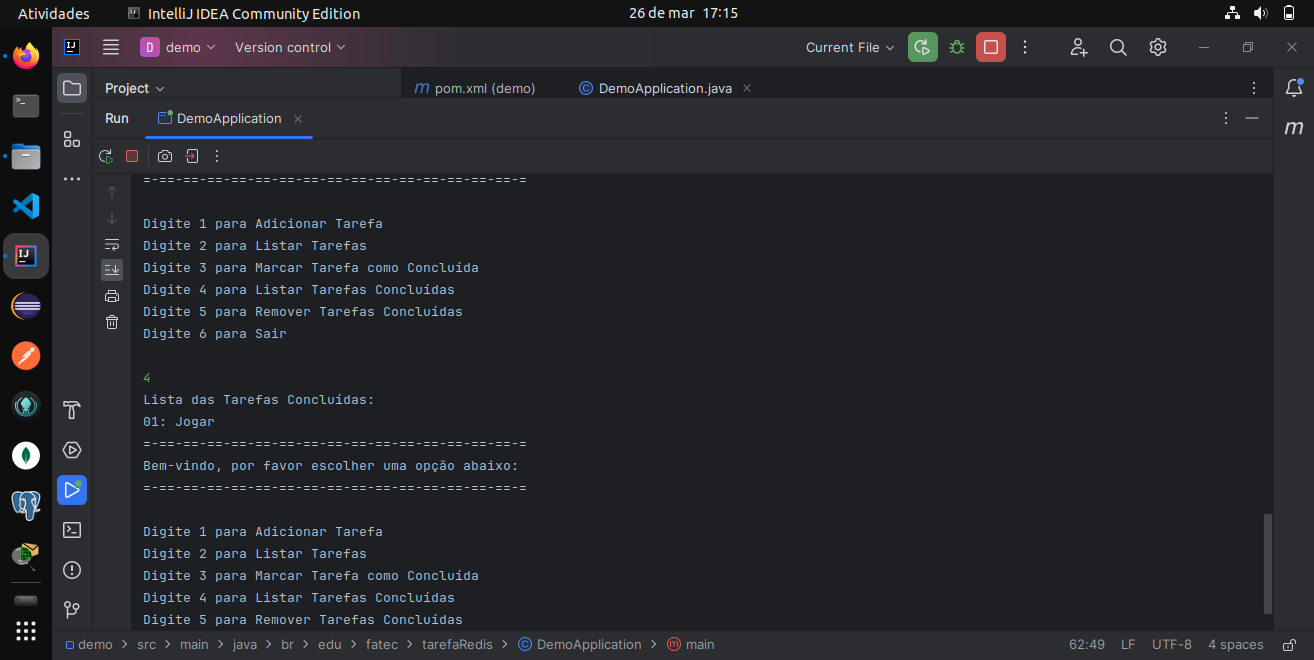 Atividades
IntelliJ IDEA Community Edition
26 de mar 17:15
IJ
D demo
Version control
Current File
Project
m pom.xml (demo)
© DemoApplication.java
Run
DemoApplication
m
=-==-==-==-==-==-==-==-==-==-==-==-==-==-==-==-=
Digite 1 para Adicionar Tarefa
Digite 2 para Listar Tarefas
Digite 3 para Marcar Tarefa como Concluída
Digite 4 para Listar Tarefas Concluídas
Digite 5 para Remover Tarefas Concluídas
Digite 6 para Sair
4
Lista das Tarefas Concluídas:
01: Jogar
=-==-==-==-==-==-==-==-==-==-==-==-==-==-==-==-=
Bem-vindo, por favor escolher uma opção abaixo:
=-==-==-==-==-==-==-==-==-==-==-==-==-==-==-==-=
Digite 1 para Adicionar Tarefa
Digite 2 para Listar Tarefas
Digite 3 para Marcar Tarefa como Concluída
Digite 4 para Listar Tarefas Concluídas
Digite 5 para Remover Tarefas Concluídas
demo > src > main > java > br > edu > fatec > tarefaRedis > © DemoApplication > m main
62:49 LF UTF-8 4 spaces